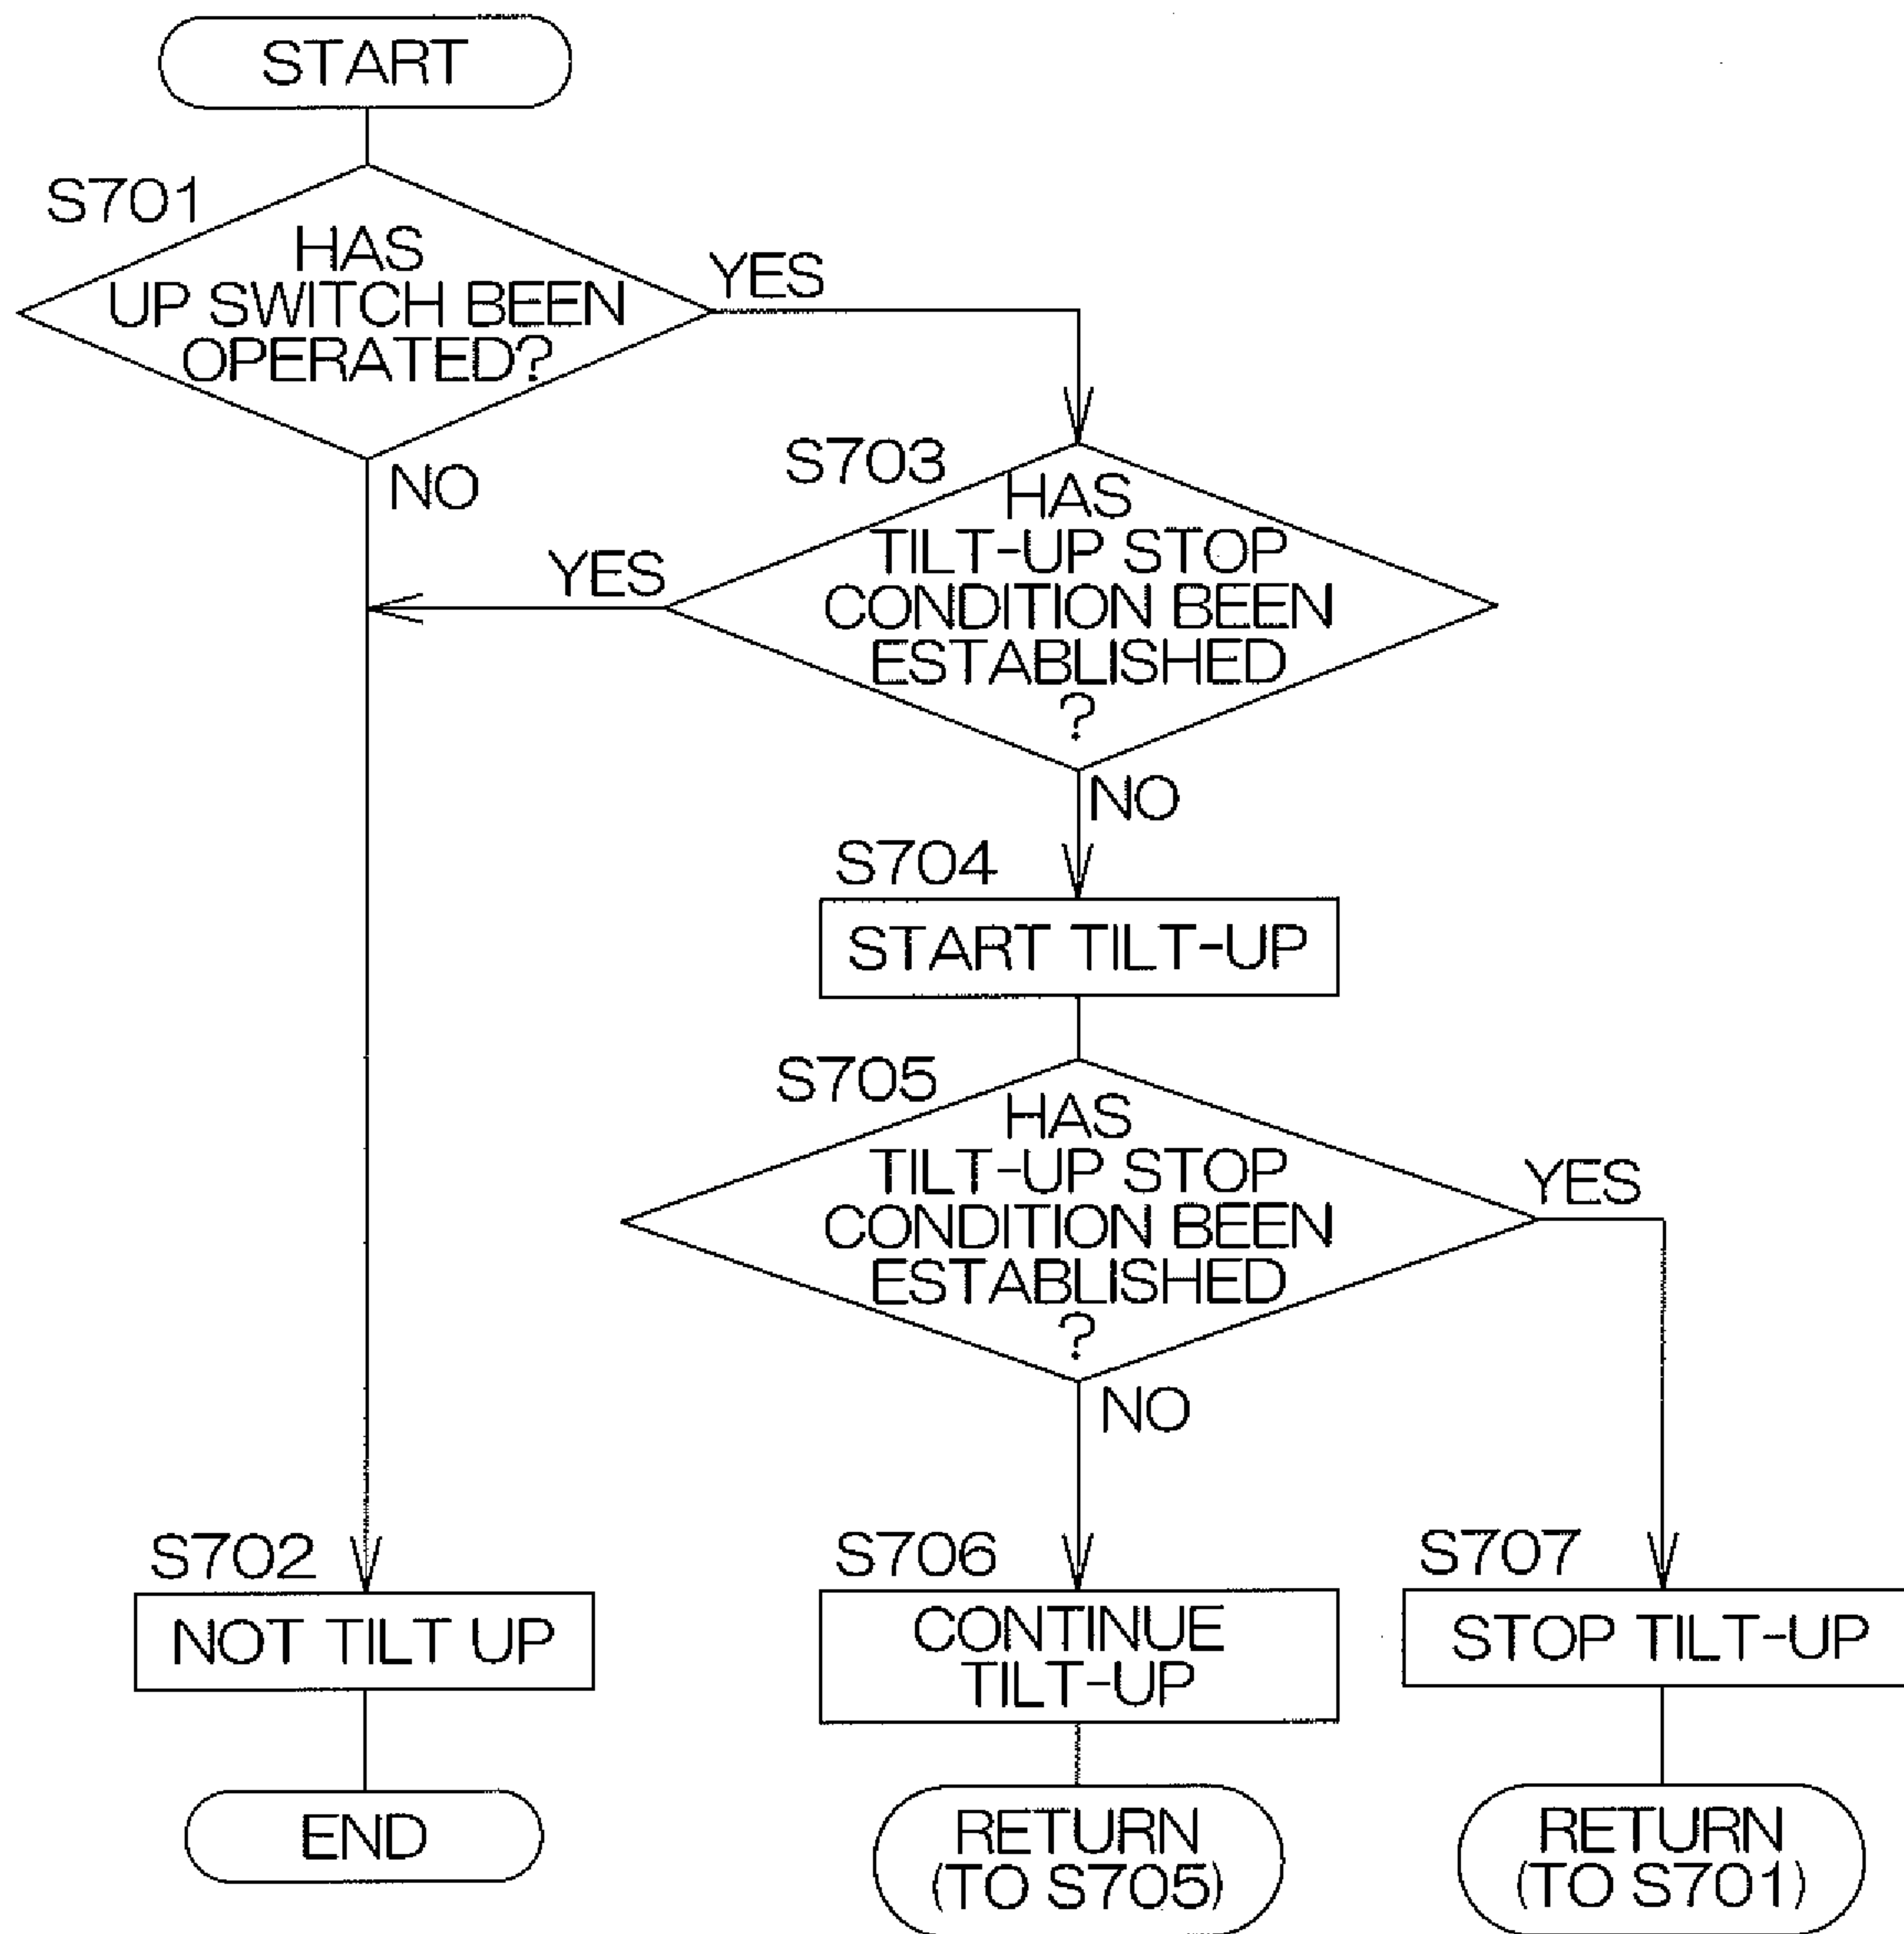 START
S701
HAS
UP SWITCH BEEN
OPERATED?
YES
NO
S703
HAS
TILT-UP STOP
CONDITION BEEN
ESTABLISHED
?
YES
NO
S704
START TILT-UP
S705
HAS
TILT-UP STOP
CONDITION BEEN
ESTABLISHED
?
YES
NO
S702
NOT TILT UP
END
S706
CONTINUE
TILT-UP
RETURN
(TO S705)
S707
STOP TILT-UP
RETURN
(TO S701)